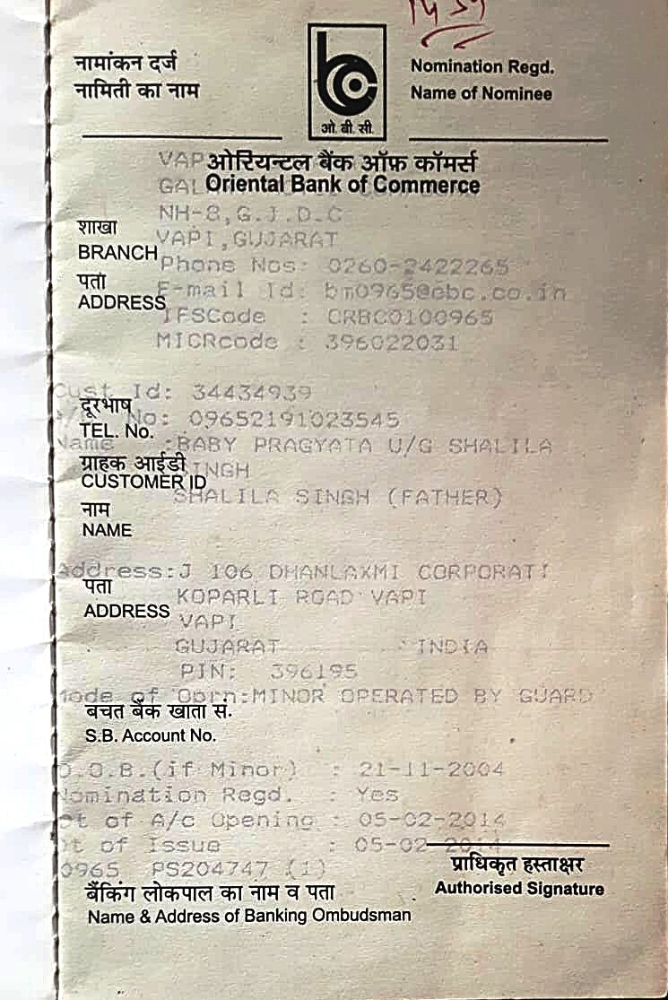 नामांकन दर्ज
नामिती का नाम
ओ. बी. सी.
Nomination Regd.
Name of Nominee
VAP ओरियन्टल बैंक ऑफ़ कॉमर्स
GAL Oriental Bank of Commerce
NH-8,G.J.D.C
शाखा
VAPI,GUJARAT
BRANCH
Phone Nos: 0260-2422265
पता
E-mail Id: bm0965@obc.co.in
ADDRESS
IFSCode : CRBC0100965
MICRcode : 396022031
Cust Id: 34434939
दूरभाष
No: 09652191023545
TEL. No.
Name :BABY PRAGYATA U/G SHALILA
ग्राहक आईडी
INGH
CUSTOMER ID
SHALILA SINGH (FATHER)
नाम
NAME
Address:J 106 DHANLAXMI CORPORATI
पता
KOPARLI ROAD VAPI
ADDRESS
VAPI
GUJARAT INDIA
PIN: 396195
Mode of Oprn:MINOR OPERATED BY GUARD
बचत बैंक खाता सं.
S.B. Account No.
D.O.B.(if Minor) : 21-11-2004
Nomination Regd. : Yes
Dt of A/c Opening : 05-02-2014
Dt of Issue : 05-02-2014
0965 PS204747 (1)
प्राधिकृत हस्ताक्षर
Authorised Signature
बैंकिंग लोकपाल का नाम व पता
Name & Address of Banking Ombudsman